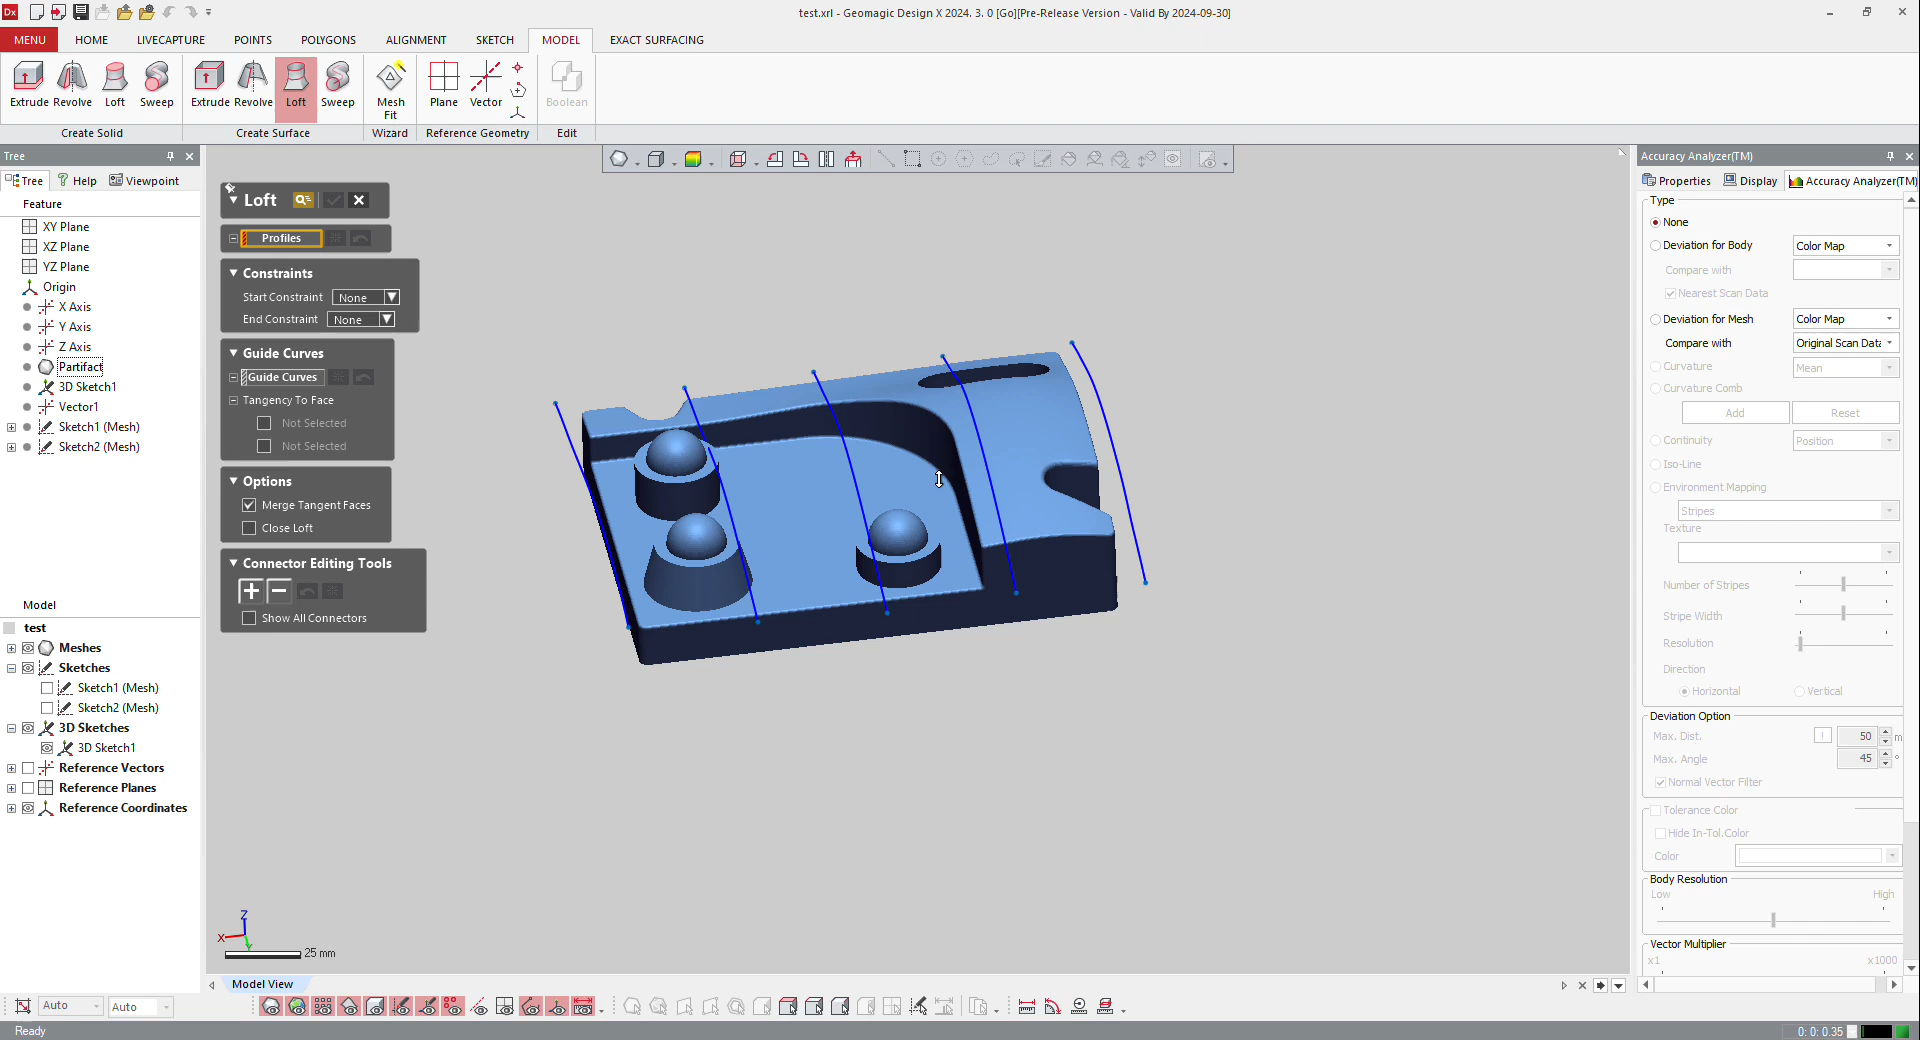 Dx
test.xrl - Geomagic Design X 2024. 3. 0 [Go][Pre-Release Version - Valid By 2024-09-30]
MENU HOME LIVECAPTURE POINTS POLYGONS ALIGNMENT SKETCH MODEL EXACT SURFACING
Extrude Revolve Loft Sweep Extrude Revolve Loft Sweep Mesh Fit Plane Vector Boolean
Create Solid Create Surface Wizard Reference Geometry Edit
Tree
Tree Help Viewpoint
Feature
XY Plane
XZ Plane
YZ Plane
Origin
X Axis
Y Axis
Z Axis
Partifact
3D Sketch1
Vector1
Sketch1 (Mesh)
Sketch2 (Mesh)
Model
test
Meshes
Sketches
Sketch1 (Mesh)
Sketch2 (Mesh)
3D Sketches
3D Sketch1
Reference Vectors
Reference Planes
Reference Coordinates
Loft
Profiles
Constraints
Start Constraint None
End Constraint None
Guide Curves
Guide Curves
Tangency To Face
Not Selected
Not Selected
Options
Merge Tangent Faces
Close Loft
Connector Editing Tools
Show All Connectors
Z
X
Y
25 mm
Model View
Accuracy Analyzer(TM)
Properties Display Accuracy Analyzer(TM)
Type
None
Deviation for Body Color Map
Compare with
Nearest Scan Data
Deviation for Mesh Color Map
Compare with Original Scan Data
Curvature Mean
Curvature Comb
Add Reset
Continuity Position
Iso-Line
Environment Mapping
Stripes
Texture
Number of Stripes
Stripe Width
Resolution
Direction
Horizontal Vertical
Deviation Option
Max. Dist. ! 50 m
Max. Angle 45 °
Normal Vector Filter
Tolerance Color
Hide In-Tol.Color
Color
Body Resolution
Low High
Vector Multiplier
x1 x1000
Auto Auto
Ready
0: 0: 0.35